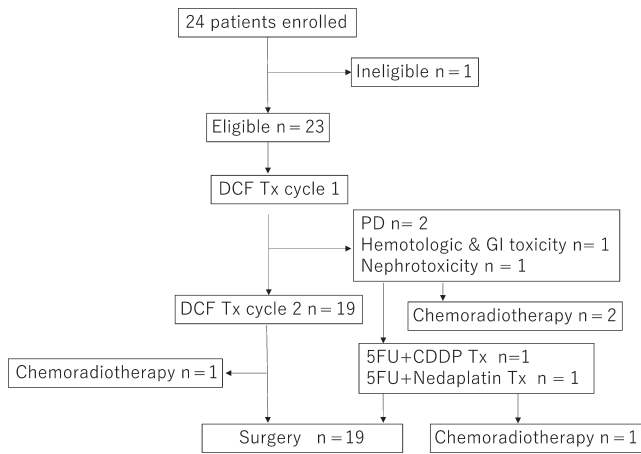 24 patients enrolled
Ineligible n = 1
Eligible n = 23
DCF Tx cycle 1
PD n= 2
Hemotologic & GI toxicity n= 1
Nephrotoxicity n = 1
DCF Tx cycle 2 n = 19
Chemoradiotherapy n = 2
5FU+CDDP Tx n=1
5FU+Nedaplatin Tx n = 1
Chemoradiotherapy n = 1
Surgery n = 19
Chemoradiotherapy n = 1